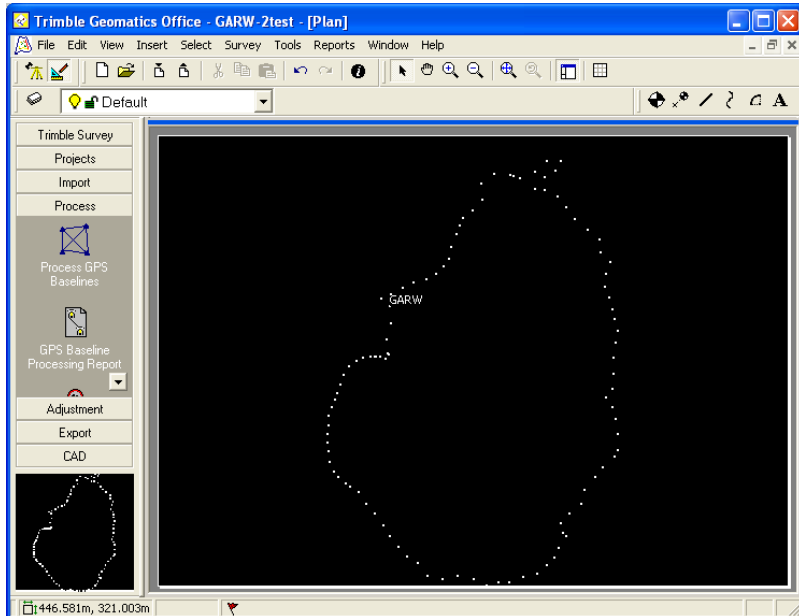 Trimble Geomatics Office - GARW-2test - [Plan]
File Edit View Insert Select Survey Tools Reports Window Help
Default
A
Trimble Survey
Projects
Import
Process
Process GPS
Baselines
GPS Baseline
Processing Report
Adjustment
Export
CAD
GARW
446.581m, 321.003m